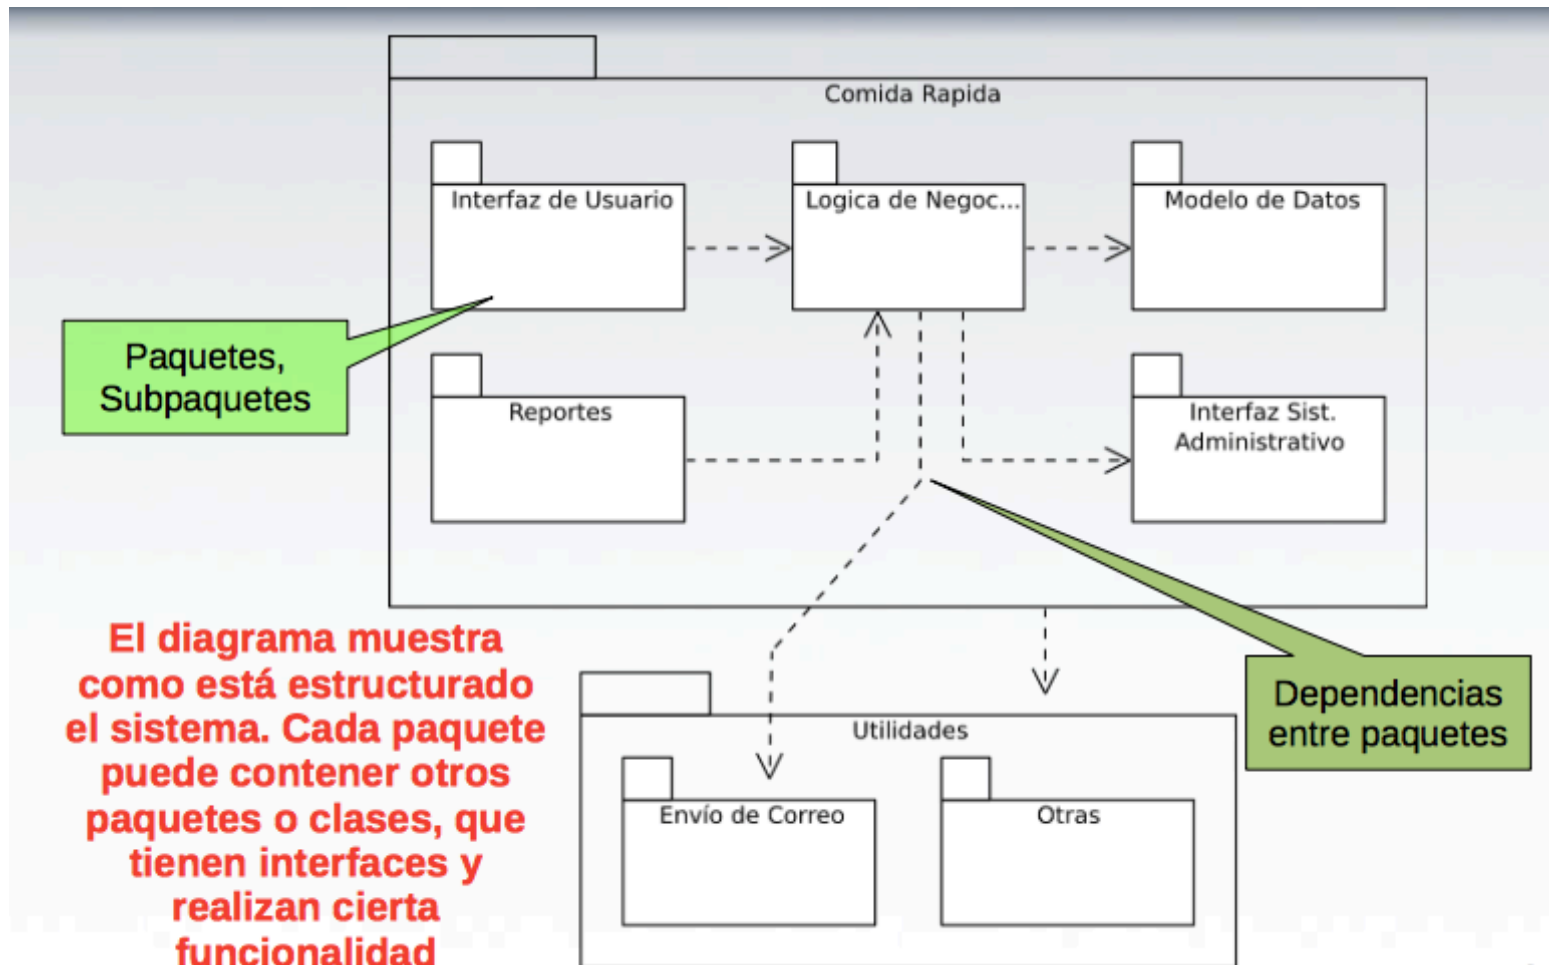 Comida Rapida
Interfaz de Usuario
Logica de Negoc...
Modelo de Datos
Paquetes,
Subpaquetes
Reportes
Interfaz Sist.
Administrativo
El diagrama muestra
como está estructurado
el sistema. Cada paquete
puede contener otros
paquetes o clases, que
tienen interfaces y
realizan cierta
funcionalidad
Dependencias
entre paquetes
Utilidades
Envío de Correo
Otras